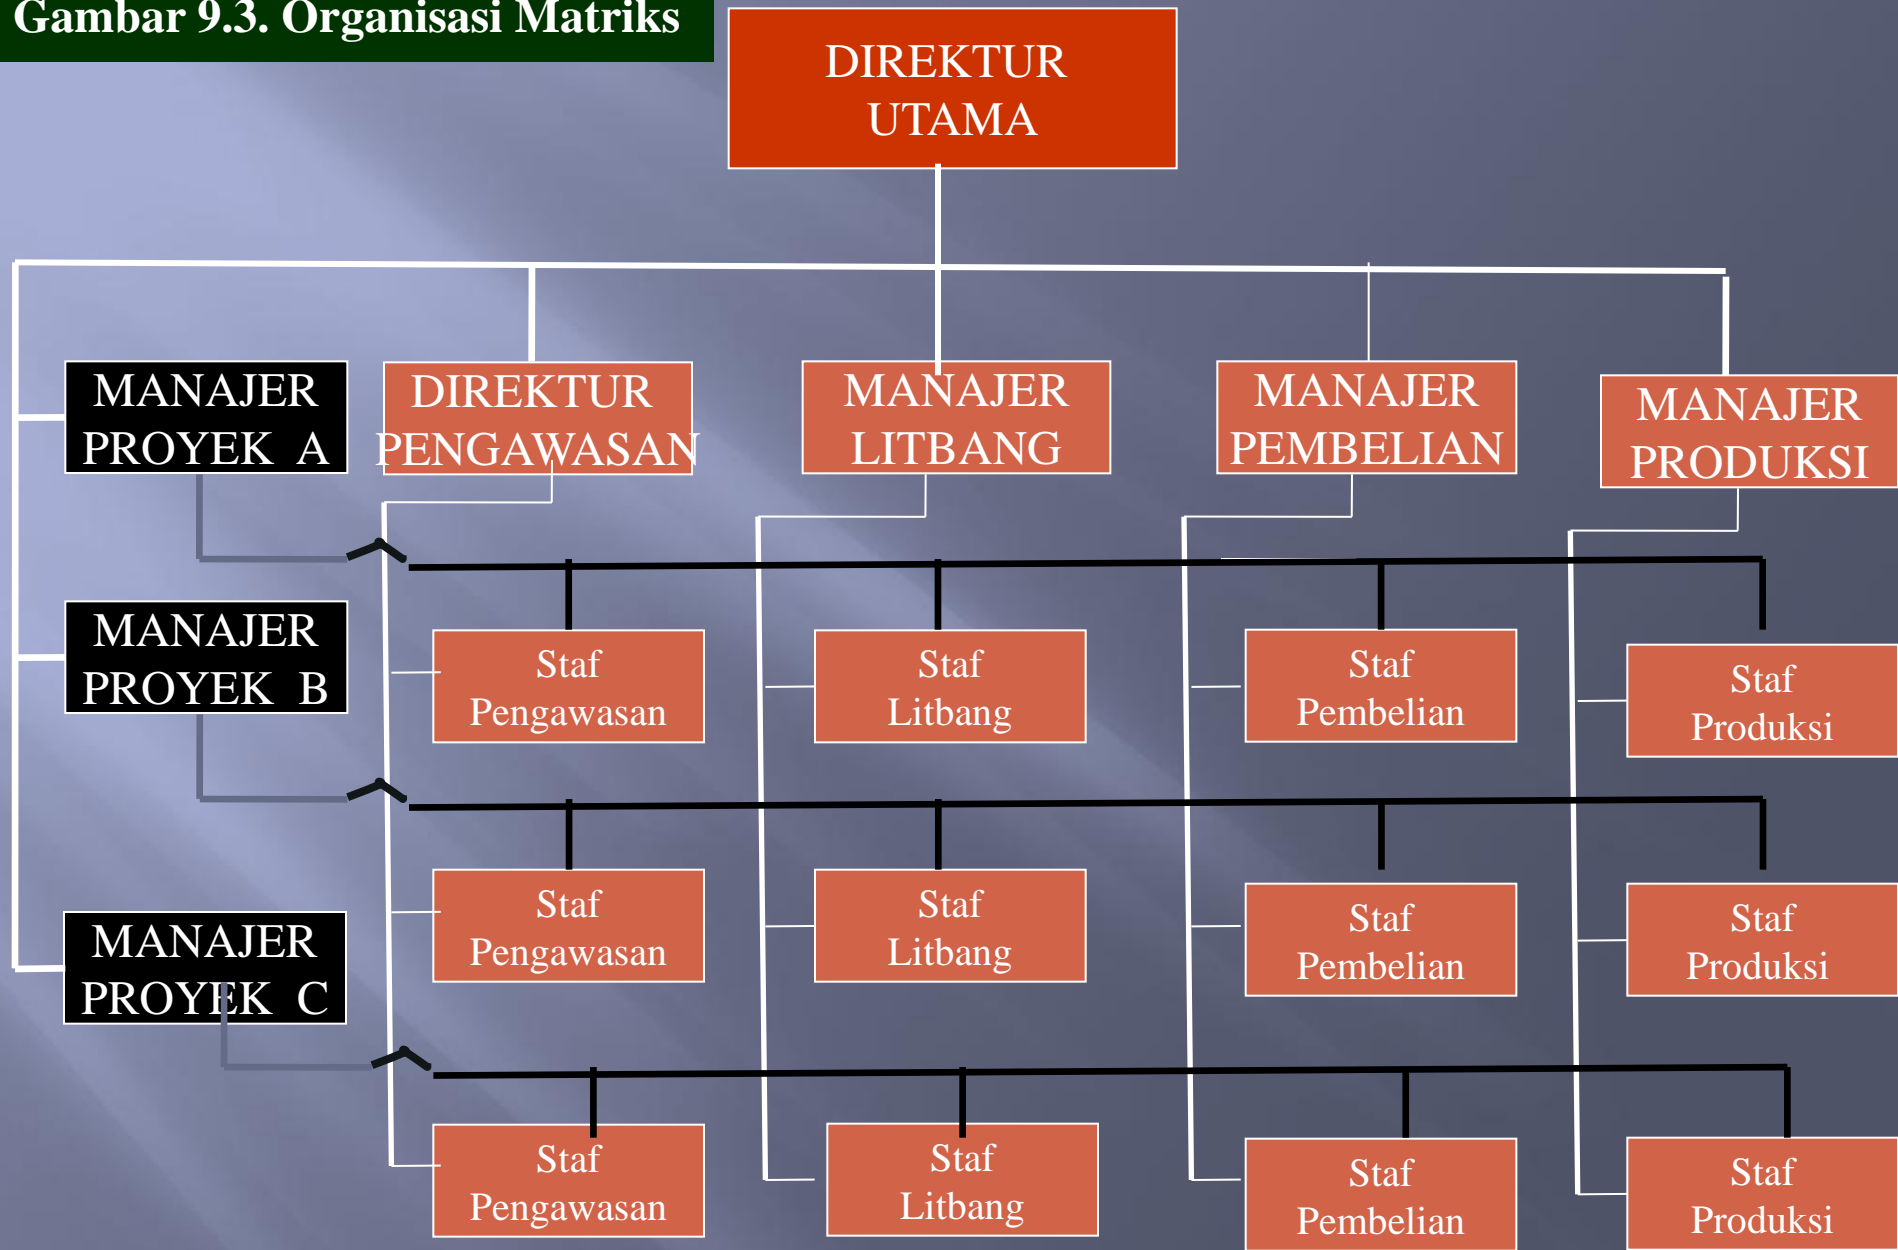 Gambar 9.3. Organisasi Matriks
DIREKTUR
UTAMA
MANAJER
PROYEK A
DIREKTUR
PENGAWASAN
MANAJER
LITBANG
MANAJER
PEMBELIAN
MANAJER
PRODUKSI
MANAJER
PROYEK B
Staf
Pengawasan
Staf
Litbang
Staf
Pembelian
Staf
Produksi
MANAJER
PROYEK C
Staf
Pengawasan
Staf
Litbang
Staf
Pembelian
Staf
Produksi
Staf
Pengawasan
Staf
Litbang
Staf
Pembelian
Staf
Produksi